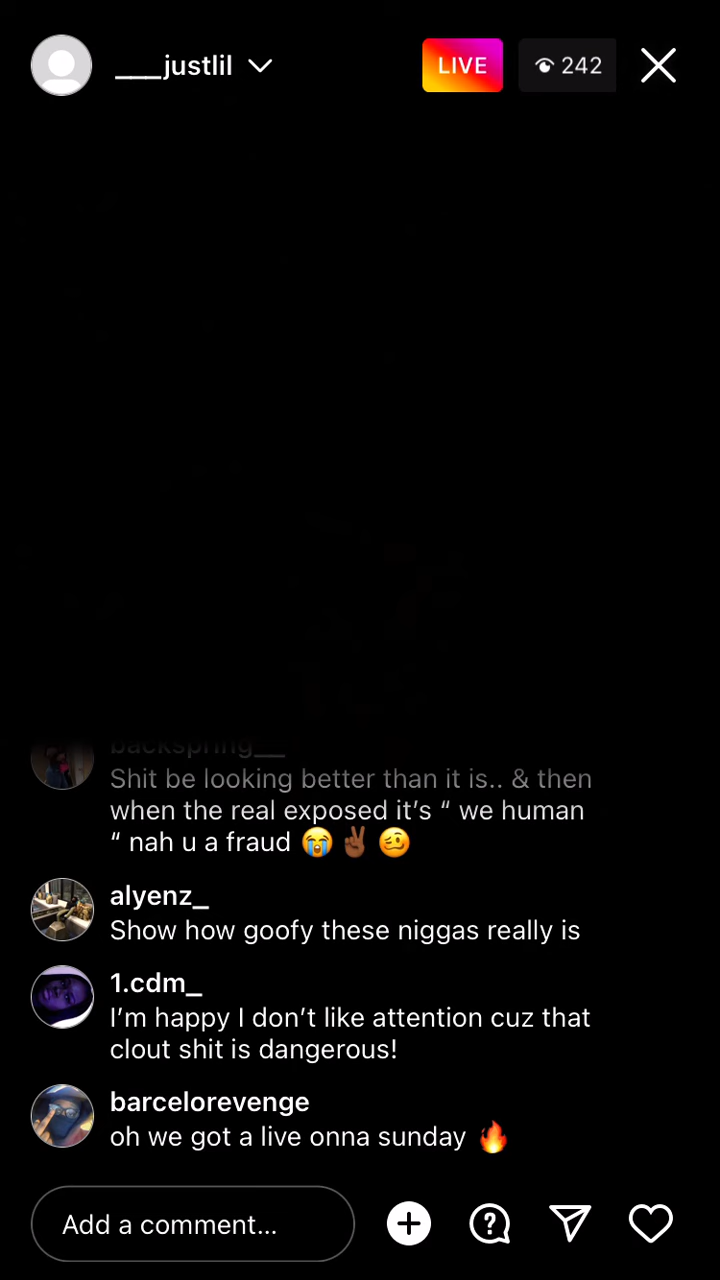 ___justlil
LIVE
242
backspring__
Shit be looking better than it is.. & then
when the real exposed it’s “ we human
“ nah u a fraud 😭✌🏾🥴
alyenz_
Show how goofy these niggas really is
1.cdm_
I’m happy I don’t like attention cuz that
clout shit is dangerous!
barcelorevenge
oh we got a live onna sunday 🔥
Add a comment...